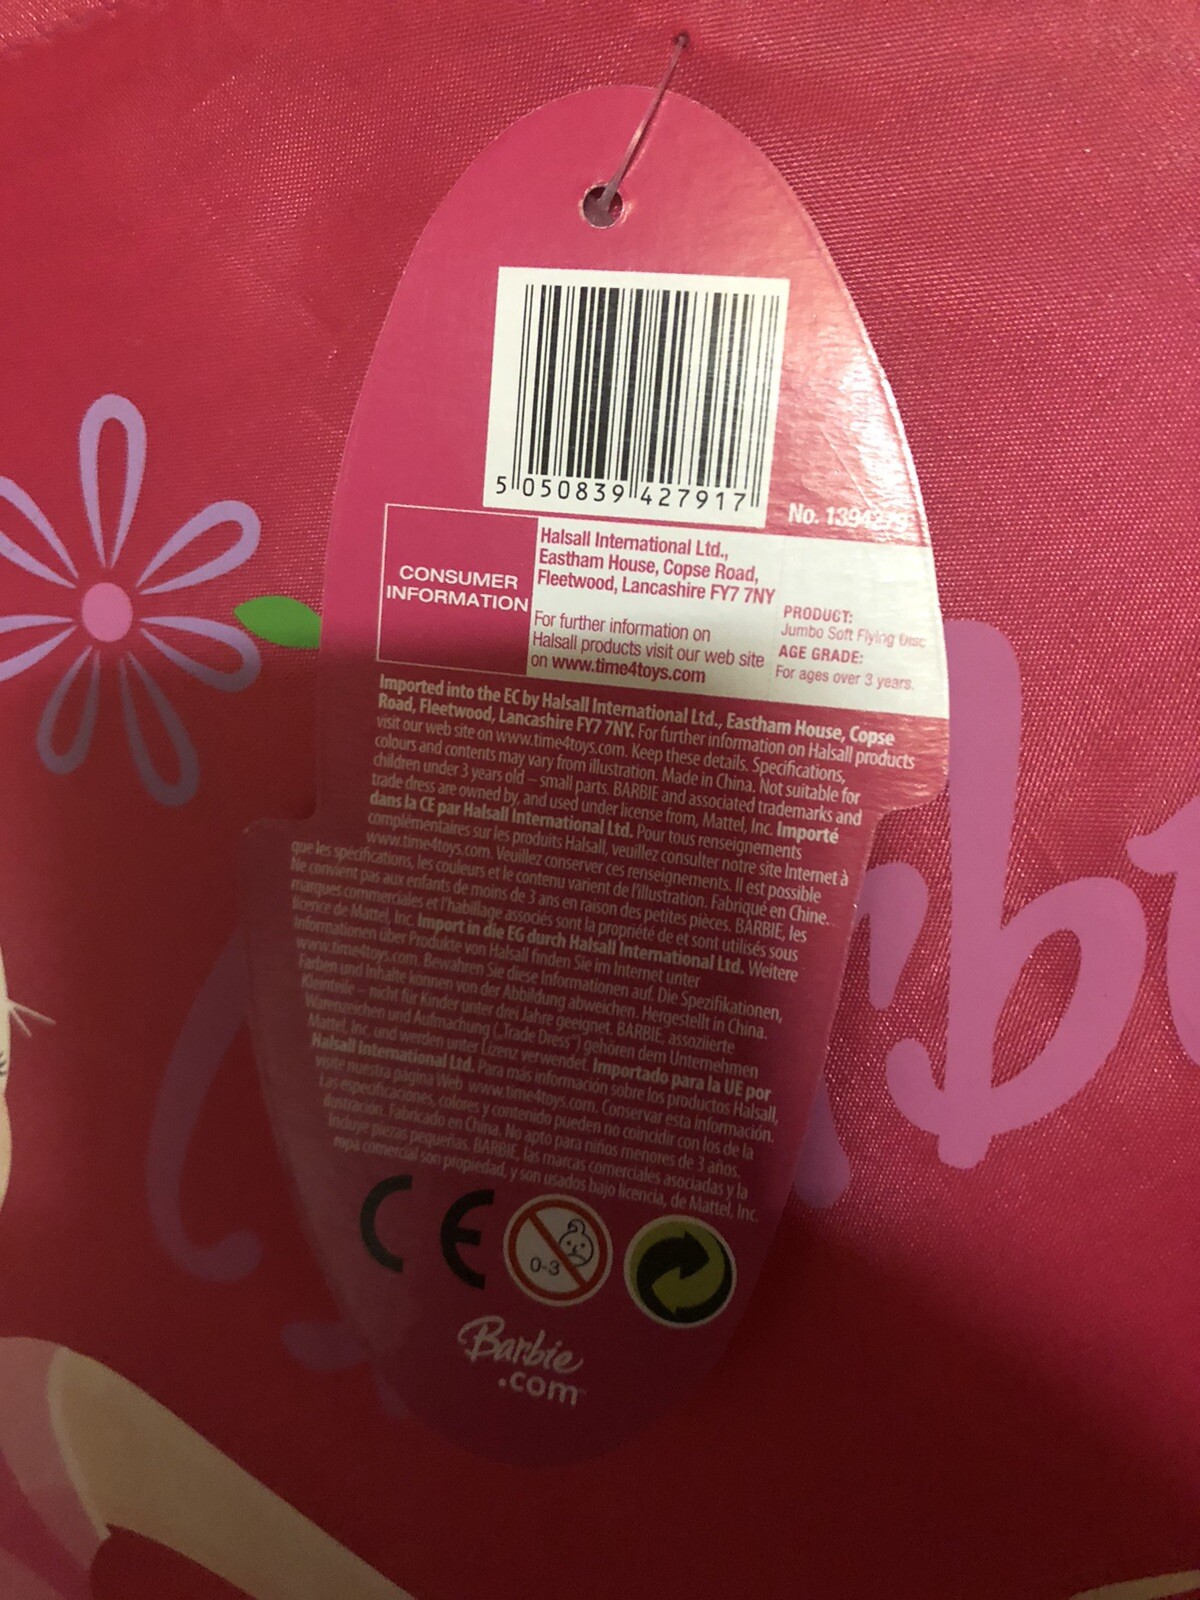 5 050839 427917
No. 1394279
CONSUMER
INFORMATION
Halsall International Ltd.,
Eastham House, Copse Road,
Fleetwood, Lancashire FY7 7NY
For further information on
Halsall products visit our web site
on www.time4toys.com
PRODUCT:
Jumbo Soft Flying Disc
AGE GRADE:
For ages over 3 years.
Imported into the EC by Halsall International Ltd., Eastham House, Copse
Road, Fleetwood, Lancashire FY7 7NY. For further information on Halsall products
visit our web site on www.time4toys.com. Keep these details. Specifications,
colours and contents may vary from illustration. Made in China. Not suitable for
children under 3 years old – small parts. BARBIE and associated trademarks and
trade dress are owned by, and used under license from, Mattel, Inc. Importé
dans la CE par Halsall International Ltd. Pour tous renseignements
complémentaires sur les produits Halsall, veuillez consulter notre site Internet à
www.time4toys.com. Veuillez conserver ces renseignements. Il est possible
que les spécifications, les couleurs et le contenu varient de l'illustration. Fabriqué en Chine.
Ne convient pas aux enfants de moins de 3 ans en raison des petites pièces. BARBIE, les
marques commerciales et l'habillage associés sont la propriété de et sont utilisés sous
licence de Mattel, Inc. Import in die EG durch Halsall International Ltd. Weitere
Informationen über Produkte von Halsall finden Sie im Internet unter
www.time4toys.com. Bewahren Sie diese Informationen auf. Die Spezifikationen,
Farben und Inhalte können von der Abbildung abweichen. Hergestellt in China.
Kleinteile – nicht für Kinder unter drei Jahre geeignet. BARBIE, assoziierte
Warenzeichen und Aufmachung („Trade Dress") gehören dem Unternehmen
Mattel, Inc. und werden unter Lizenz verwendet. Importado para la UE por
Halsall International Ltd. Para más información sobre los productos Halsall,
visite nuestra página Web www.time4toys.com. Conservar esta información.
Las especificaciones, colores y contenido pueden no coincidir con los de la
ilustración. Fabricado en China. No apto para niños menores de 3 años.
Incluye piezas pequeñas. BARBIE, las marcas comerciales asociadas y la
ropa comercial son propiedad, y son usados bajo licencia, de Mattel, Inc.
CE
0-3
Barbie
.com